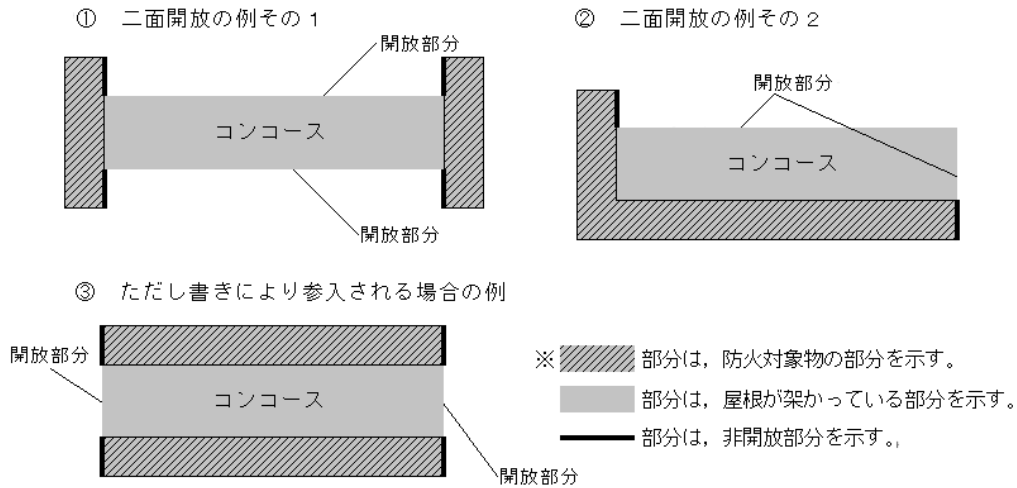 ① 二面開放の例その1
開放部分
コンコース
開放部分
② 二面開放の例その2
開放部分
コンコース
③ ただし書きにより参入される場合の例
開放部分
コンコース
開放部分
※ 部分は，防火対象物の部分を示す。
部分は，屋根が架かっている部分を示す。
部分は，非開放部分を示す。